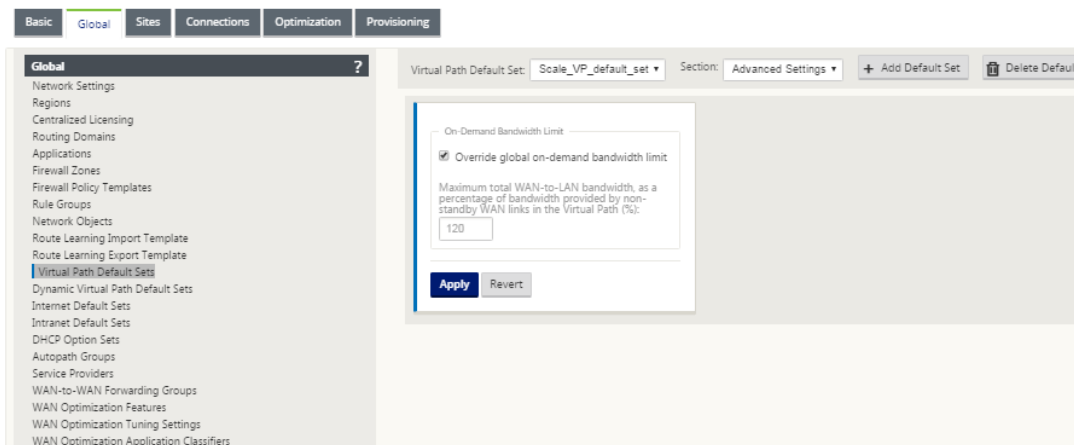 Basic Global Sites Connections Optimization Provisioning
Global ?
Network Settings
Regions
Centralized Licensing
Routing Domains
Applications
Firewall Zones
Firewall Policy Templates
Rule Groups
Network Objects
Route Learning Import Template
Route Learning Export Template
Virtual Path Default Sets
Dynamic Virtual Path Default Sets
Internet Default Sets
Intranet Default Sets
DHCP Option Sets
Autopath Groups
Service Providers
WAN-to-WAN Forwarding Groups
WAN Optimization Features
WAN Optimization Tuning Settings
WAN Optimization Application Classifiers
Virtual Path Default Set: Scale_VP_default_set Section: Advanced Settings + Add Default Set Delete Defaul
On-Demand Bandwidth Limit
Override global on-demand bandwidth limit
Maximum total WAN-to-LAN bandwidth, as a
percentage of bandwidth provided by non-
standby WAN links in the Virtual Path (%):
120
Apply Revert